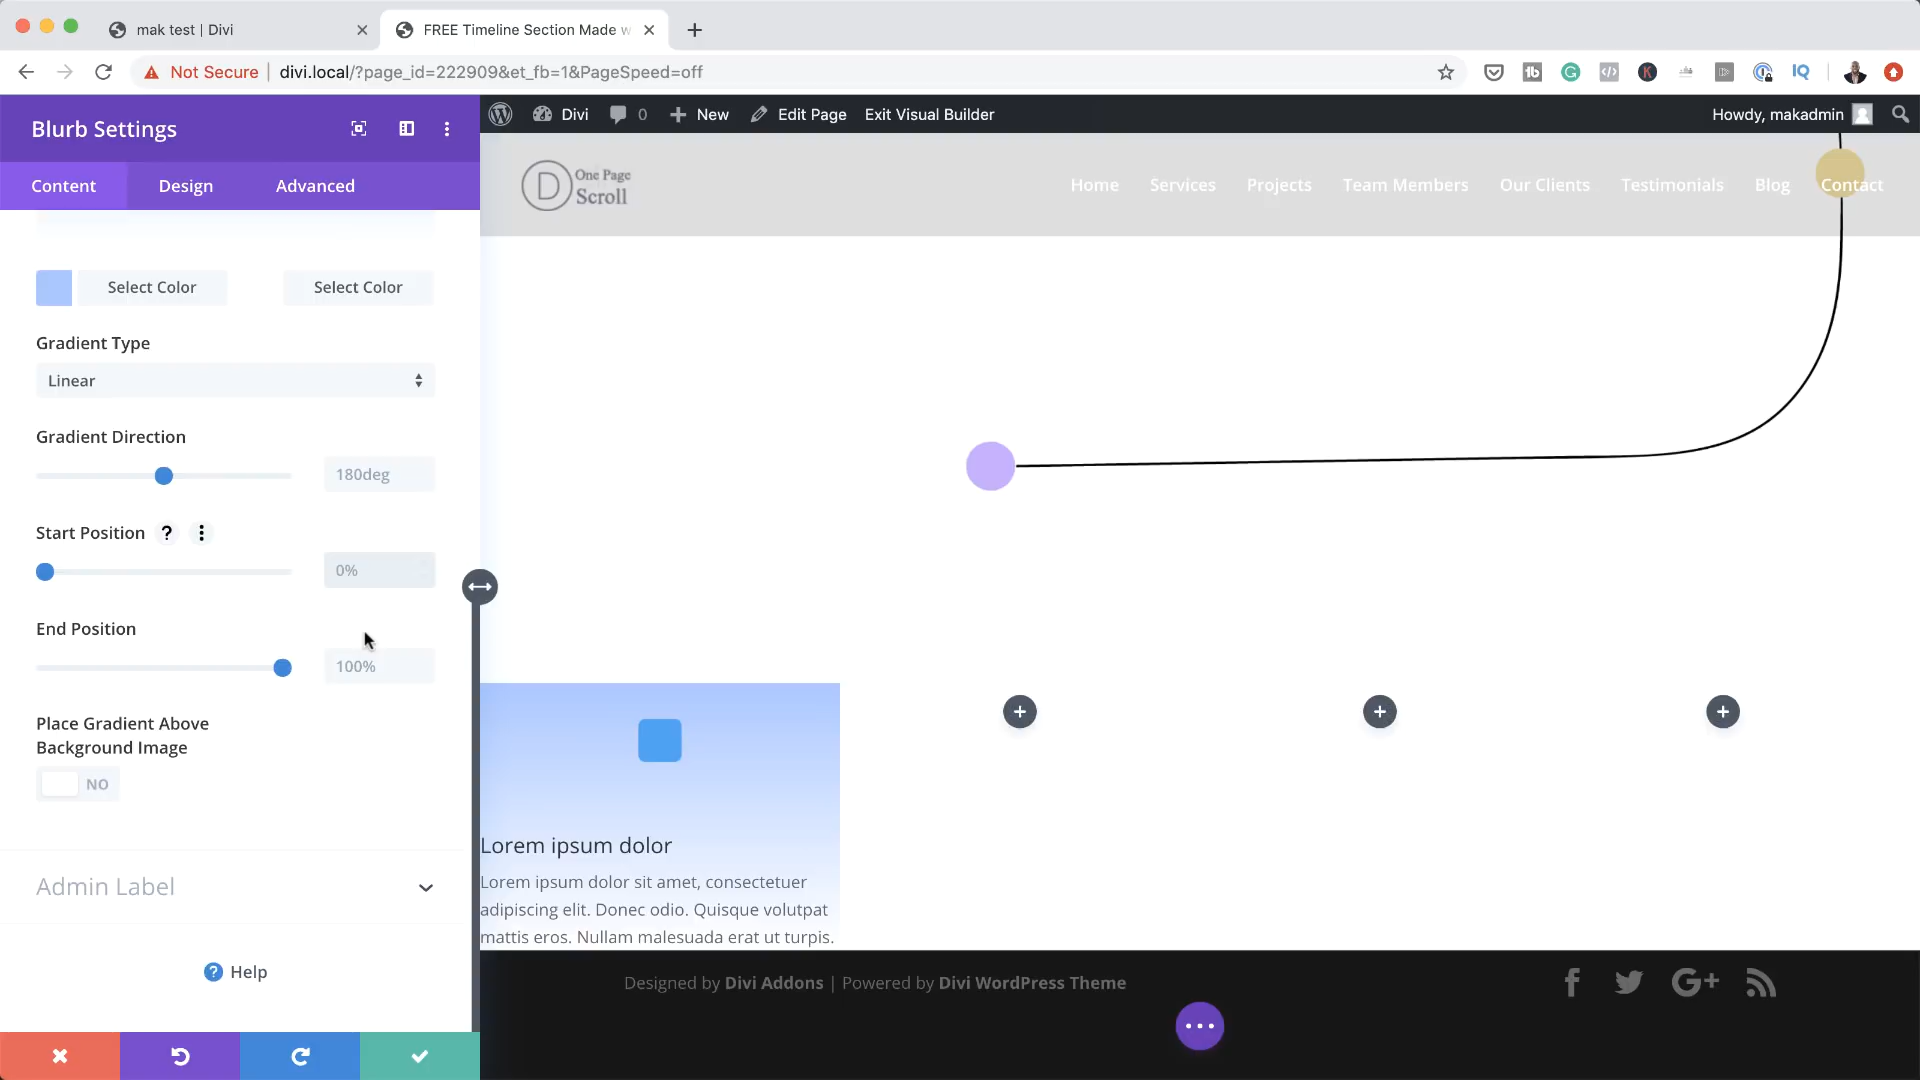 mak test | Divi
FREE Timeline Section Made w
Not Secure
divi.local/?page_id=222909&et_fb=1&PageSpeed=off
Blurb Settings
Divi
0
New
Edit Page
Exit Visual Builder
Howdy, makadmin
Content
Design
Advanced
D
One Page
Scroll
Home
Services
Projects
Team Members
Our Clients
Testimonials
Blog
Contact
Select Color
Select Color
Gradient Type
Linear
Gradient Direction
180deg
Start Position
?
0%
End Position
100%
Place Gradient Above
Background Image
NO
Admin Label
? Help
Lorem ipsum dolor
Lorem ipsum dolor sit amet, consectetuer
adipiscing elit. Donec odio. Quisque volutpat
mattis eros. Nullam malesuada erat ut turpis.
Designed by Divi Addons | Powered by Divi WordPress Theme
G+